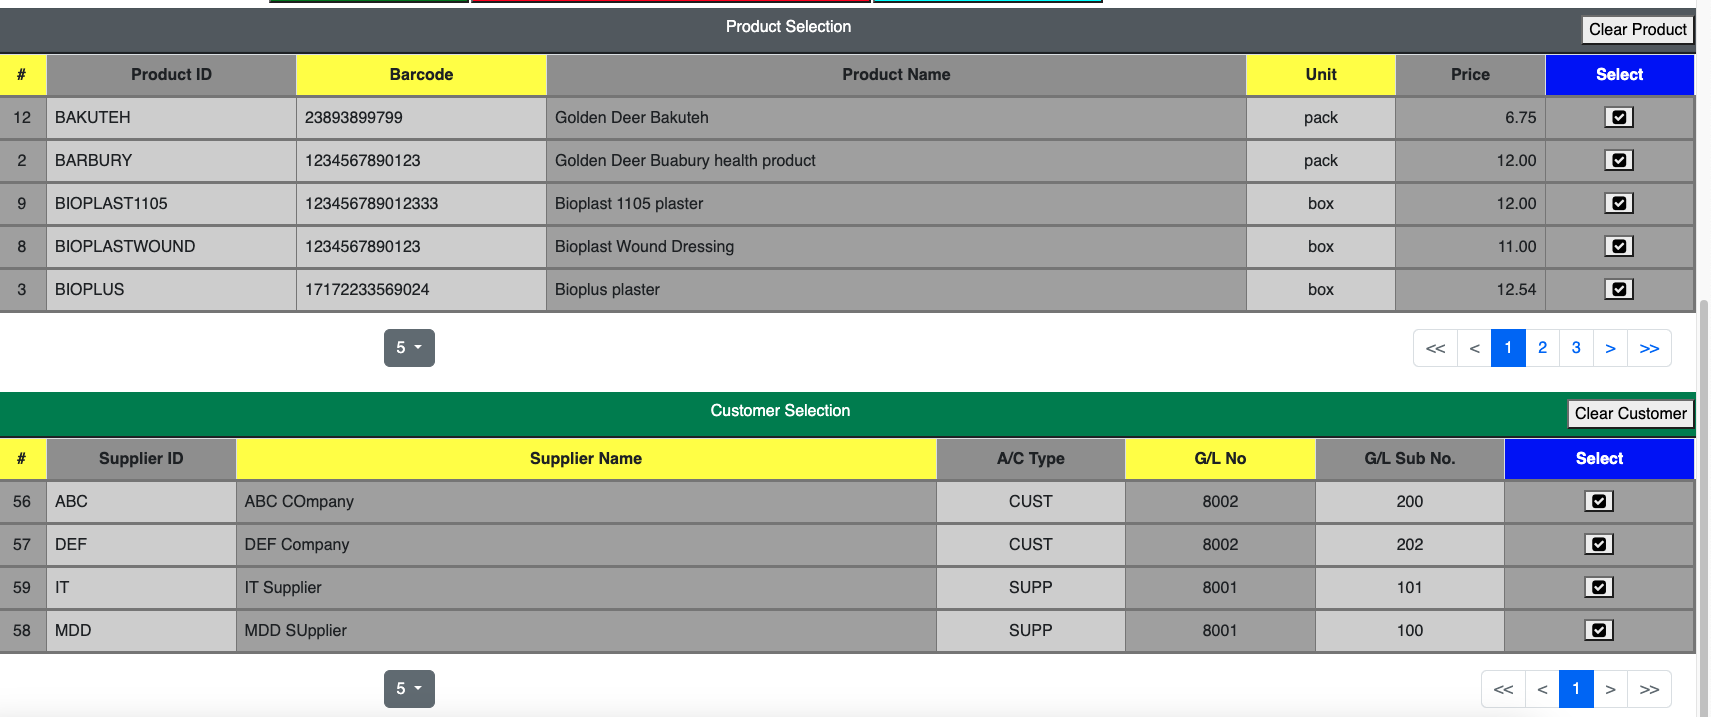 Product Selection
Clear Product
# Product ID Barcode Product Name Unit Price Select
12 BAKUTEH 23893899799 Golden Deer Bakuteh pack 6.75
2 BARBURY 1234567890123 Golden Deer Buabury health product pack 12.00
9 BIOPLAST1105 123456789012333 Bioplast 1105 plaster box 12.00
8 BIOPLASTWOUND 1234567890123 Bioplast Wound Dressing box 11.00
3 BIOPLUS 17172233569024 Bioplus plaster box 12.54
5 << < 1 2 3 > >>
Customer Selection
Clear Customer
# Supplier ID Supplier Name A/C Type G/L No G/L Sub No. Select
56 ABC ABC COmpany CUST 8002 200
57 DEF DEF Company CUST 8002 202
59 IT IT Supplier SUPP 8001 101
58 MDD MDD SUpplier SUPP 8001 100
5 << < 1 > >>